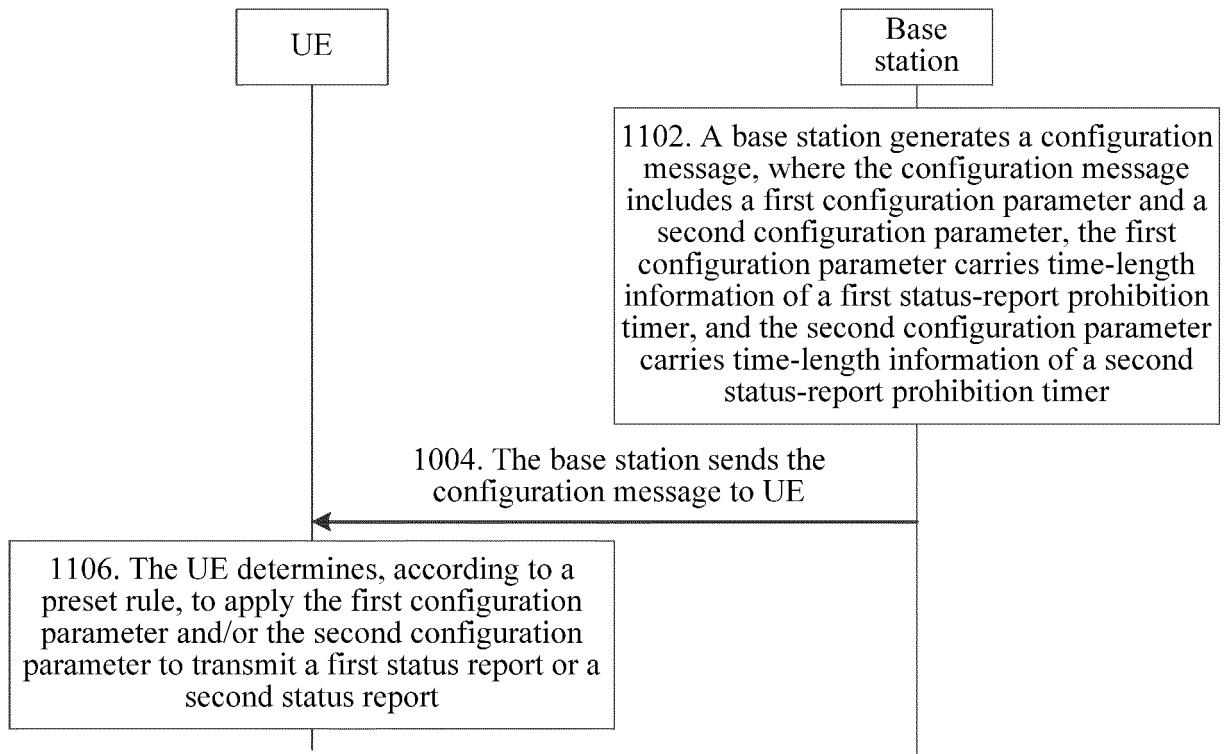 UE
Base
station
1102. A base station generates a configuration
message, where the configuration message
includes a first configuration parameter and a
second configuration parameter, the first
configuration parameter carries time-length
information of a first status-report prohibition
timer, and the second configuration parameter
carries time-length information of a second
status-report prohibition timer
1004. The base station sends the
configuration message to UE
1106. The UE determines, according to a
preset rule, to apply the first configuration
parameter and/or the second configuration
parameter to transmit a first status report or a
second status report